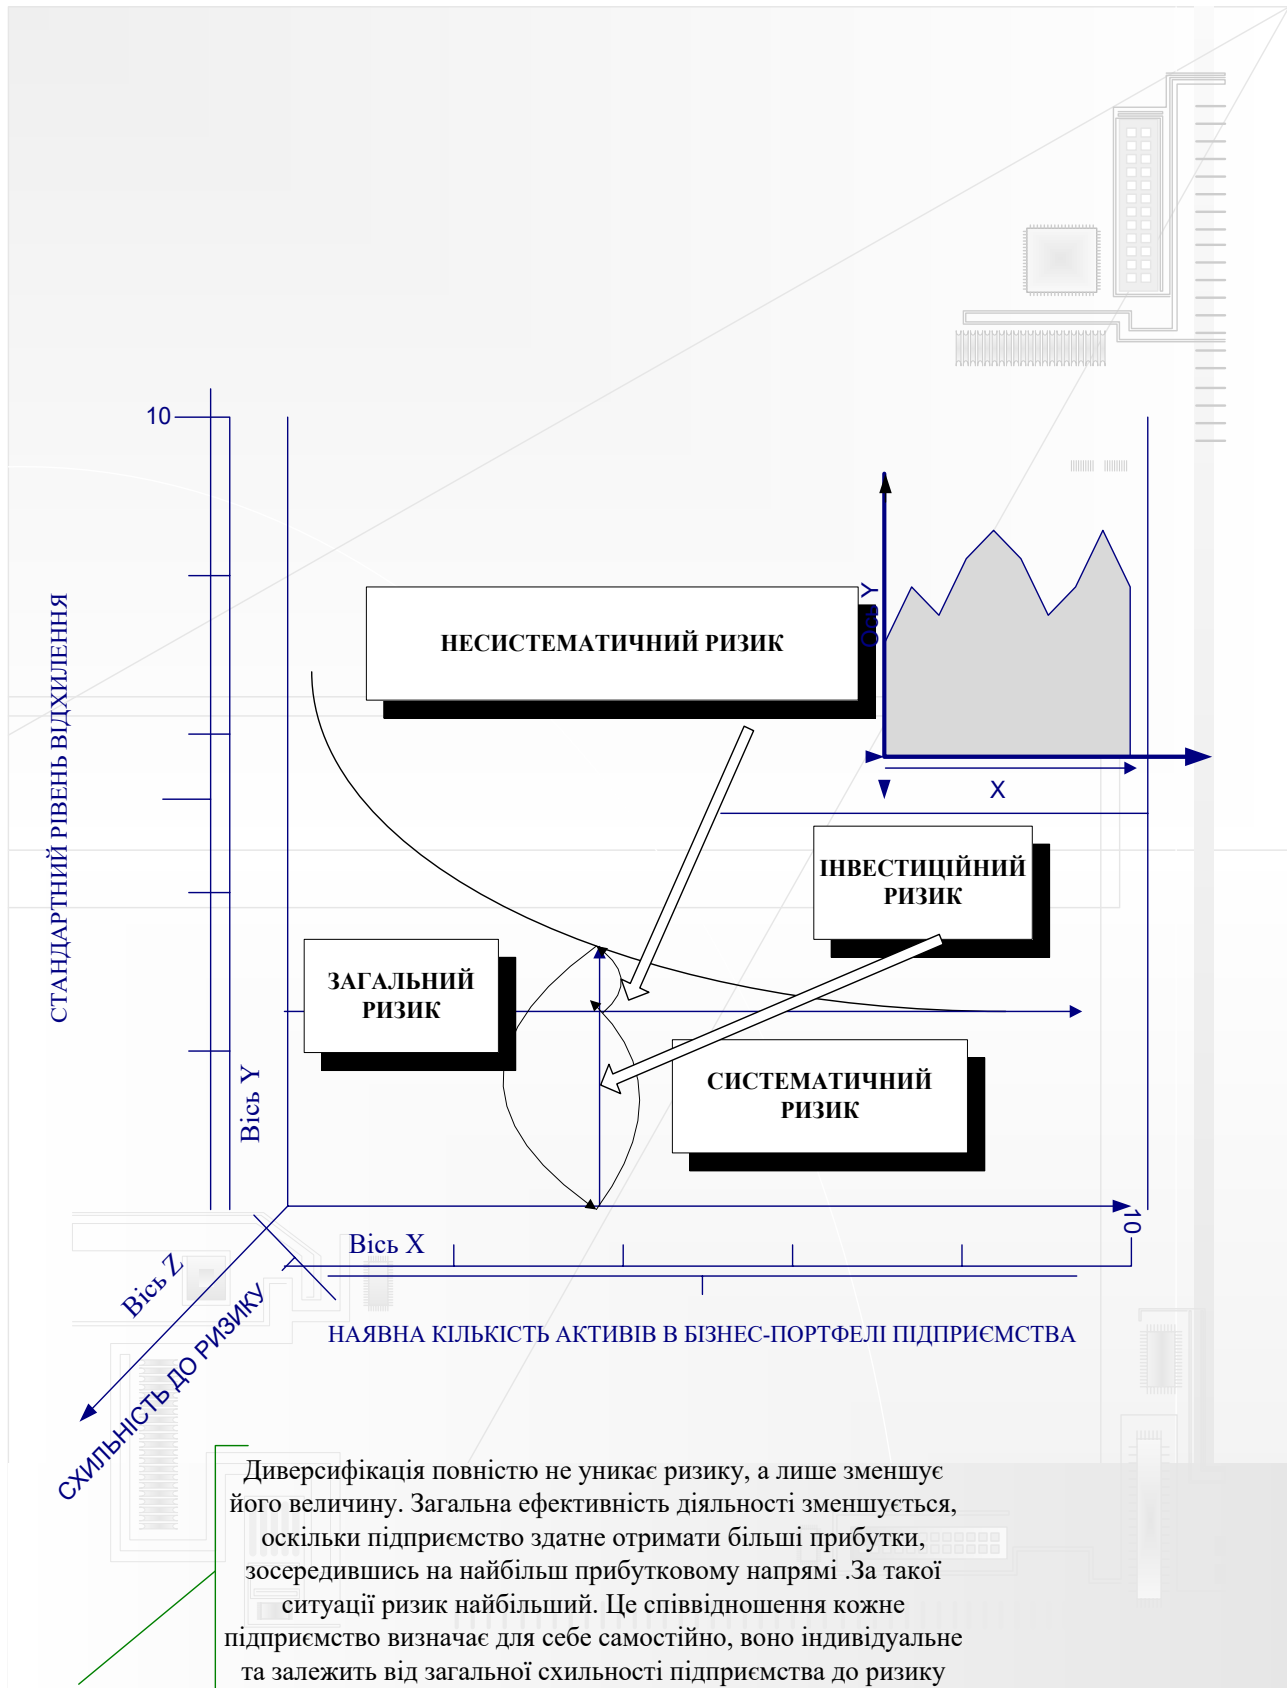 10
СТАНДАРТНИЙ РІВЕНЬ ВІДХИЛЕННЯ
НЕСИСТЕМАТИЧНИЙ РИЗИК
Ось Y
X
ІНВЕСТИЦІЙНИЙ
РИЗИК
ЗАГАЛЬНИЙ
РИЗИК
СИСТЕМАТИЧНИЙ
РИЗИК
Вісь Y
10
Вісь X
Вісь Z
СХИЛЬНІСТЬ ДО РИЗИКУ
НАЯВНА КІЛЬКІСТЬ АКТИВІВ В БІЗНЕС-ПОРТФЕЛІ ПІДПРИЄМСТВА
Диверсифікація повністю не уникає ризику, а лише зменшує
його величину. Загальна ефективність діяльності зменшується,
оскільки підприємство здатне отримати більші прибутки,
зосередившись на найбільш прибутковому напрямі .За такої
ситуації ризик найбільший. Це співвідношення кожне
підприємство визначає для себе самостійно, воно індивідуальне
та залежить від загальної схильності підприємства до ризику